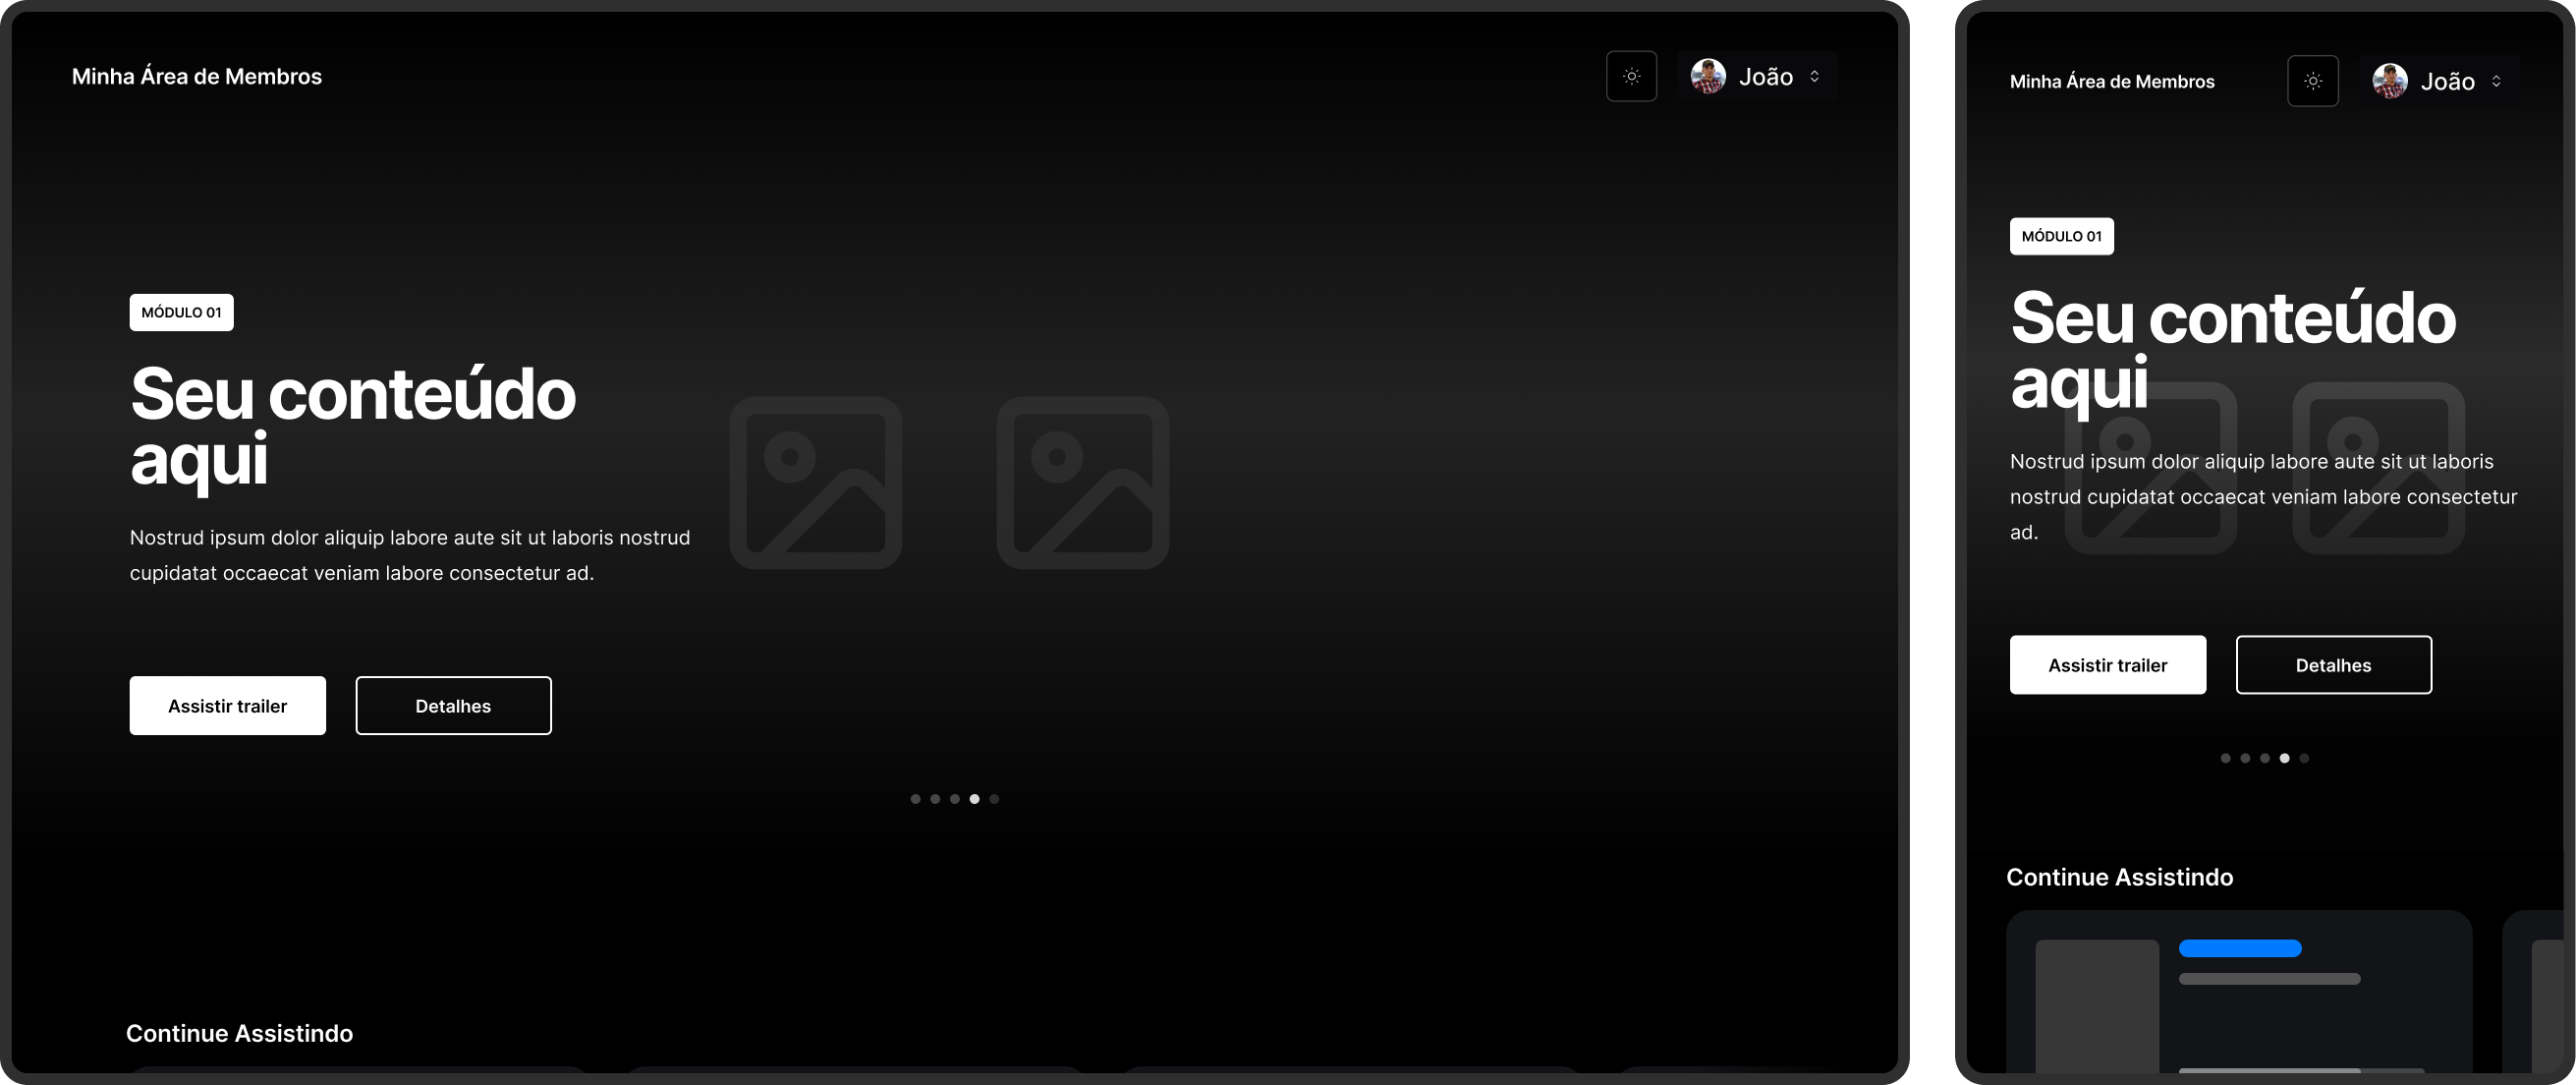 Minha Área de Membros
João
MÓDULO 01
Seu conteúdo
aqui
Nostrud ipsum dolor aliquip labore aute sit ut laboris nostrud
cupidatat occaecat veniam labore consectetur ad.
Assistir trailer
Detalhes
Continue Assistindo
Minha Área de Membros
João
MÓDULO 01
Seu conteúdo
aqui
Nostrud ipsum dolor aliquip labore aute sit ut laboris
nostrud cupidatat occaecat veniam labore consectetur
ad.
Assistir trailer
Detalhes
Continue Assistindo